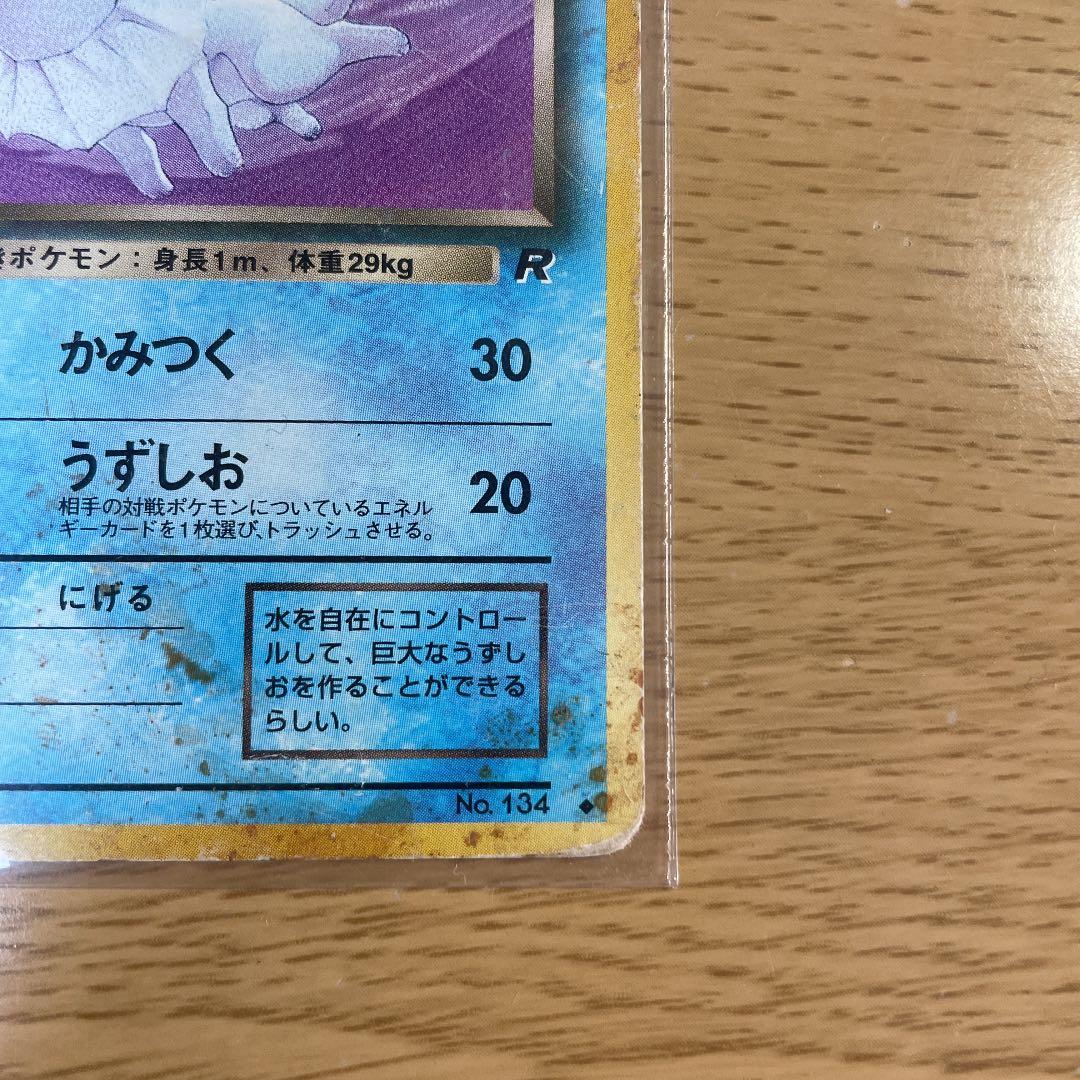 きポケモン：身長1m、体重29kg R
かみつく 30
うずしお 20
相手の対戦ポケモンについているエネル
ギーカードを1枚選び、トラッシュさせる。
にげる
水を自在にコントロー
ルして、巨大なうずし
おを作ることができる
らしい。
No. 134 ◆